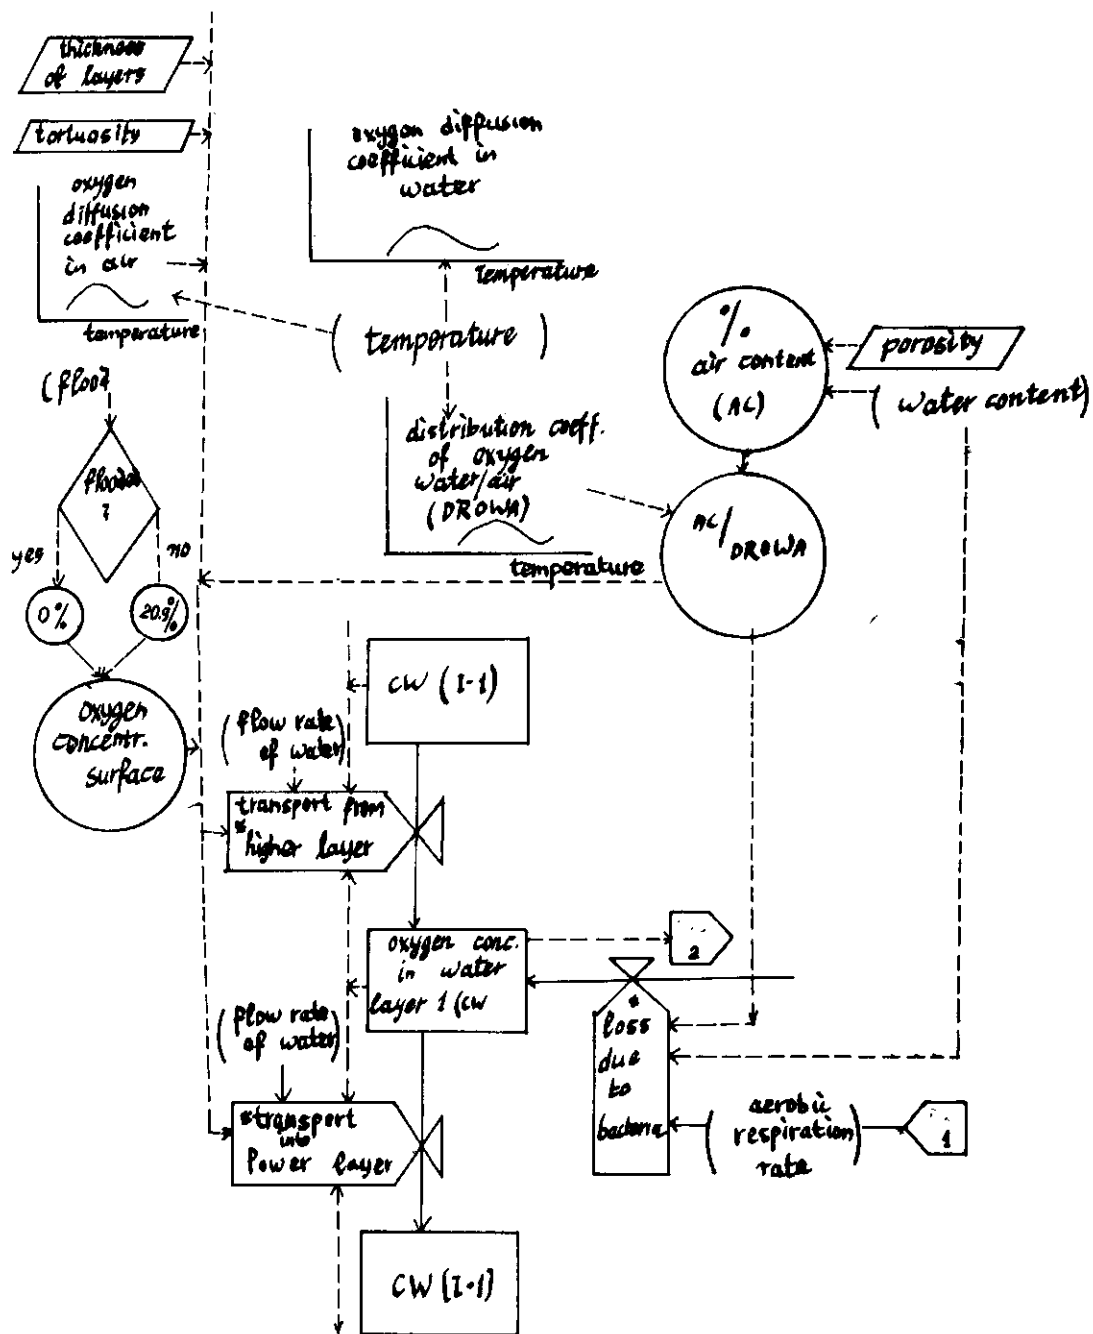 thickness
of layers
tortuosity
oxygen
diffusion
coefficient
in air
temperature
oxygen diffusion
coefficient in
water
temperature
(temperature)
%
air content
(AC)
porosity
(water content)
(flood
flooded
?
yes
no
0%
20.9%
oxygen
concentr.
surface
distribution coeff.
of oxygen
water/air
(DROWA)
temperature
AC/
DROWA
CW (I-1)
(flow rate
of water)
transport from
* higher layer
oxygen conc.
in water
layer 1 (CW
2
(flow rate
of water)
*transport
into
lower layer
*
loss
due
to
bacteria
(aerobic
respiration
rate)
1
CW (I-1)